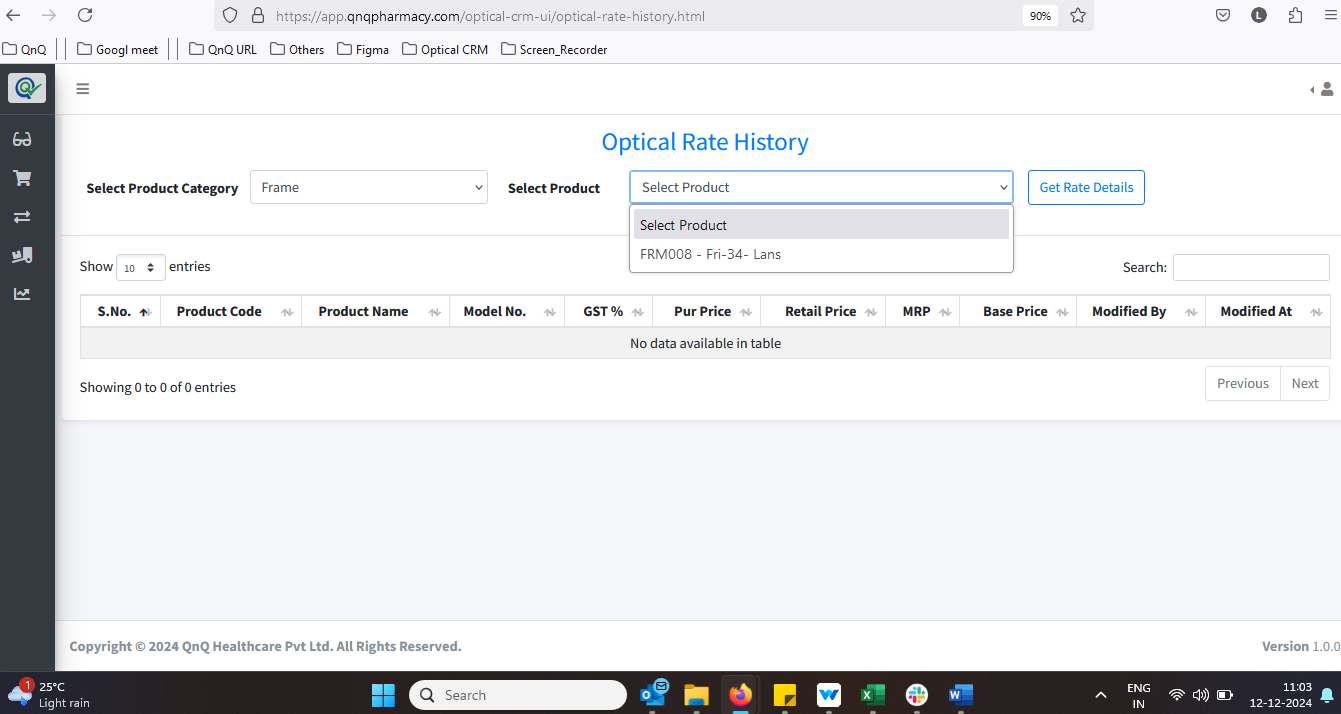 https://app.qnqpharmacy.com/optical-crm-ui/optical-rate-history.html 90% L
QnQ Googl meet QnQ URL Others Figma Optical CRM Screen_Recorder
Optical Rate History
Select Product Category Frame Select Product Select Product Get Rate Details
Select Product
FRM008 - Fri-34- Lans
Show 10 entries Search:
S.No. Product Code Product Name Model No. GST % Pur Price Retail Price MRP Base Price Modified By Modified At
No data available in table
Showing 0 to 0 of 0 entries Previous Next
Copyright © 2024 QnQ Healthcare Pvt Ltd. All Rights Reserved. Version 1.0.0
1 25°C Light rain Search ENG IN 11:03 12-12-2024